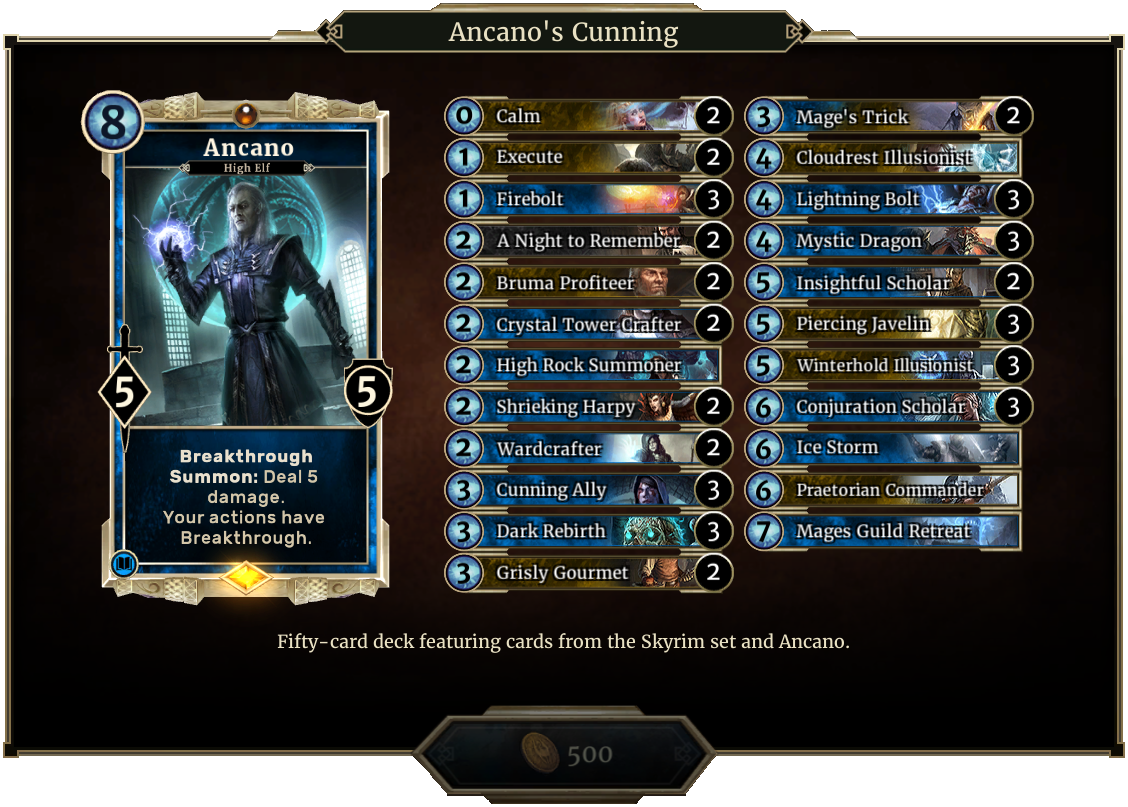 Ancano's Cunning
8
Ancano
High Elf
5
5
Breakthrough
Summon: Deal 5
damage.
Your actions have
Breakthrough.
0 Calm 2
1 Execute 2
1 Firebolt 3
2 A Night to Remember 2
2 Bruma Profiteer 2
2 Crystal Tower Crafter 2
2 High Rock Summoner
2 Shrieking Harpy 2
2 Wardcrafter 2
3 Cunning Ally 3
3 Dark Rebirth 3
3 Grisly Gourmet 2
3 Mage's Trick 2
4 Cloudrest Illusionist
4 Lightning Bolt 3
4 Mystic Dragon 3
5 Insightful Scholar 2
5 Piercing Javelin 3
5 Winterhold Illusionist 3
6 Conjuration Scholar 3
6 Ice Storm
6 Praetorian Commander
7 Mages Guild Retreat
Fifty-card deck featuring cards from the Skyrim set and Ancano.
500